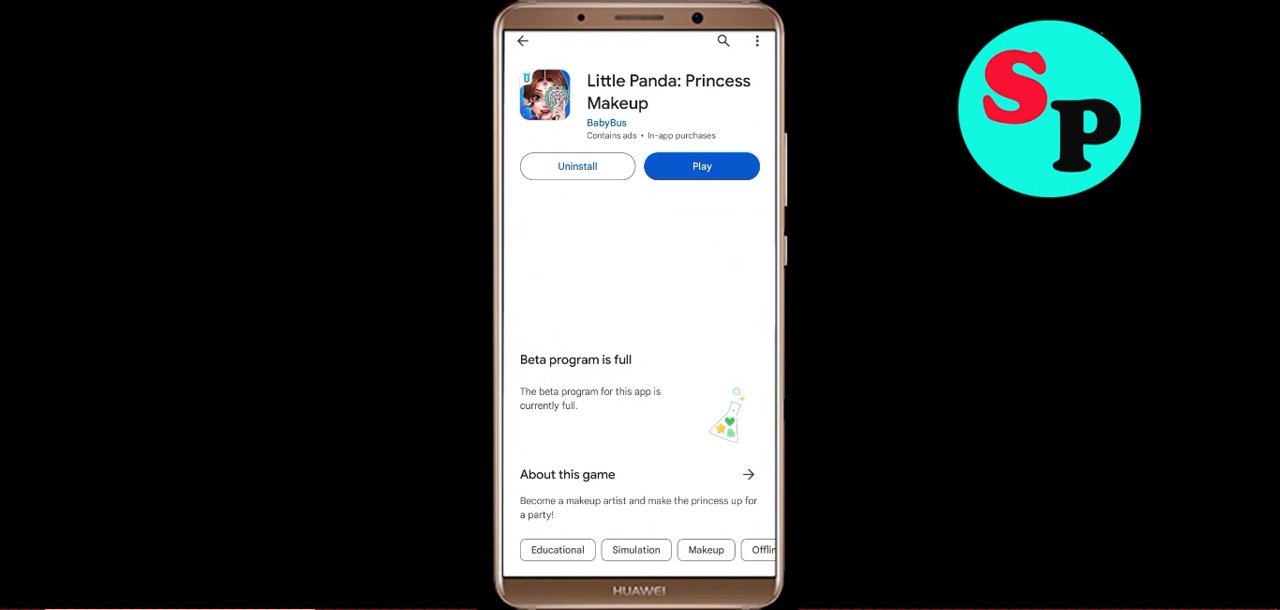 Little Panda: Princess
Makeup
BabyBus
Contains ads • In-app purchases
Uninstall
Play
Beta program is full
The beta program for this app is
currently full.
About this game
Become a makeup artist and make the princess up for
a party!
Educational
Simulation
Makeup
Offlin
HUAWEI
SP